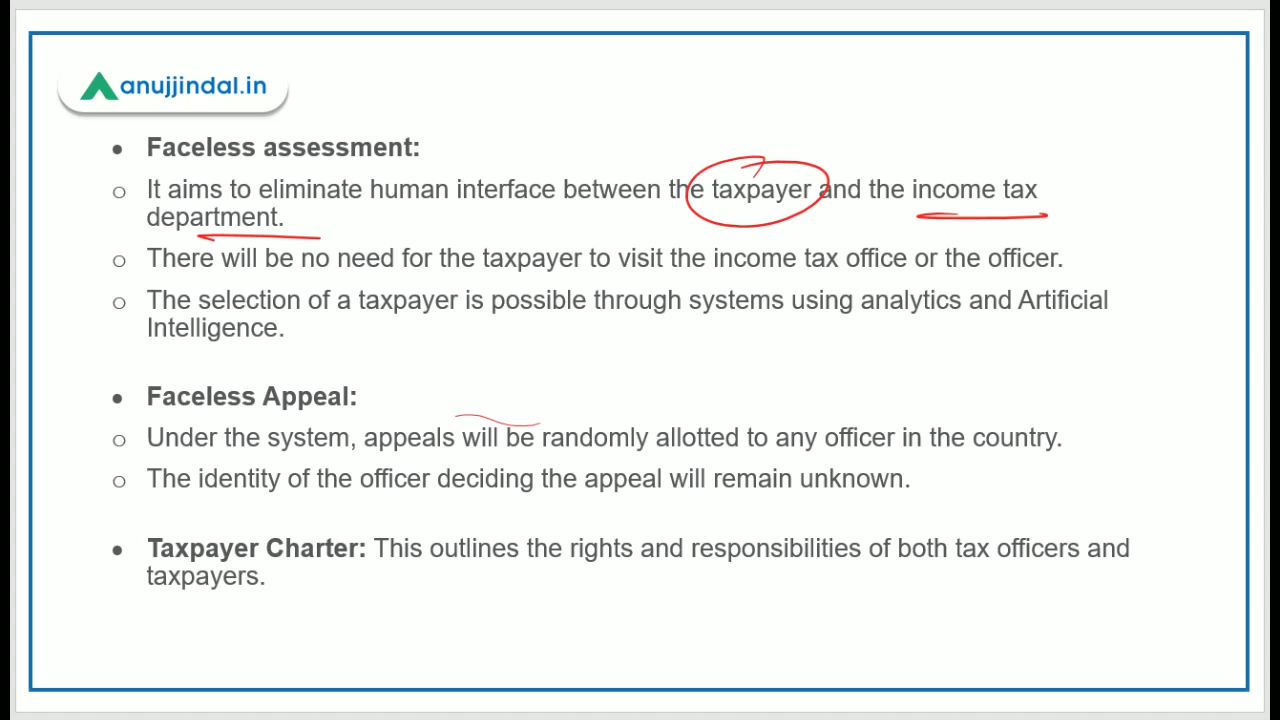 anujjindal.in
• Faceless assessment:
o It aims to eliminate human interface between the taxpayer and the income tax
department.
o There will be no need for the taxpayer to visit the income tax office or the officer.
o The selection of a taxpayer is possible through systems using analytics and Artificial
Intelligence.
• Faceless Appeal:
o Under the system, appeals will be randomly allotted to any officer in the country.
o The identity of the officer deciding the appeal will remain unknown.
• Taxpayer Charter: This outlines the rights and responsibilities of both tax officers and
taxpayers.